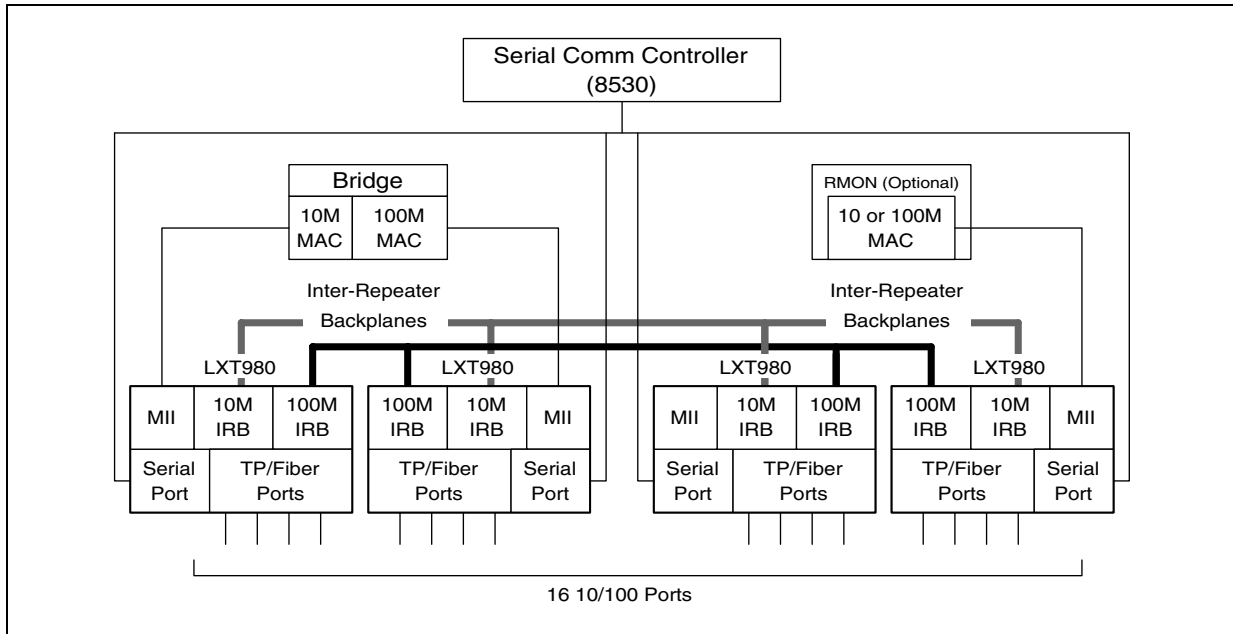 Serial Comm Controller
(8530)
Bridge
10M
MAC
100M
MAC
RMON (Optional)
10 or 100M
MAC
Inter-Repeater
Backplanes
Inter-Repeater
Backplanes
LXT980
LXT980
LXT980
LXT980
MII
10M
IRB
100M
IRB
Serial
Port
TP/Fiber
Ports
100M
IRB
10M
IRB
MII
TP/Fiber
Ports
Serial
Port
MII
10M
IRB
100M
IRB
Serial
Port
TP/Fiber
Ports
100M
IRB
10M
IRB
MII
TP/Fiber
Ports
Serial
Port
16 10/100 Ports